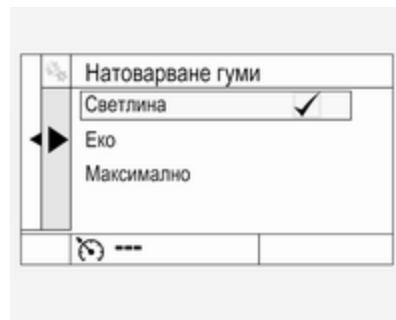 Натоварване гуми
Светлина
Еко
Максимално
---